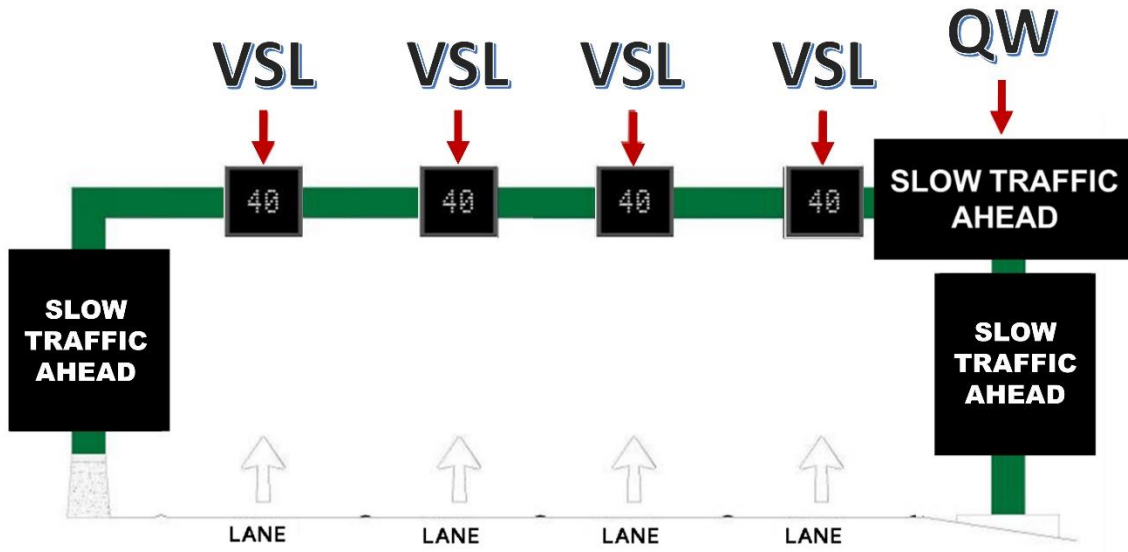 VSL VSL VSL VSL QW
40 40 40 40
SLOW TRAFFIC
AHEAD
SLOW
TRAFFIC
AHEAD
SLOW
TRAFFIC
AHEAD
LANE LANE LANE LANE